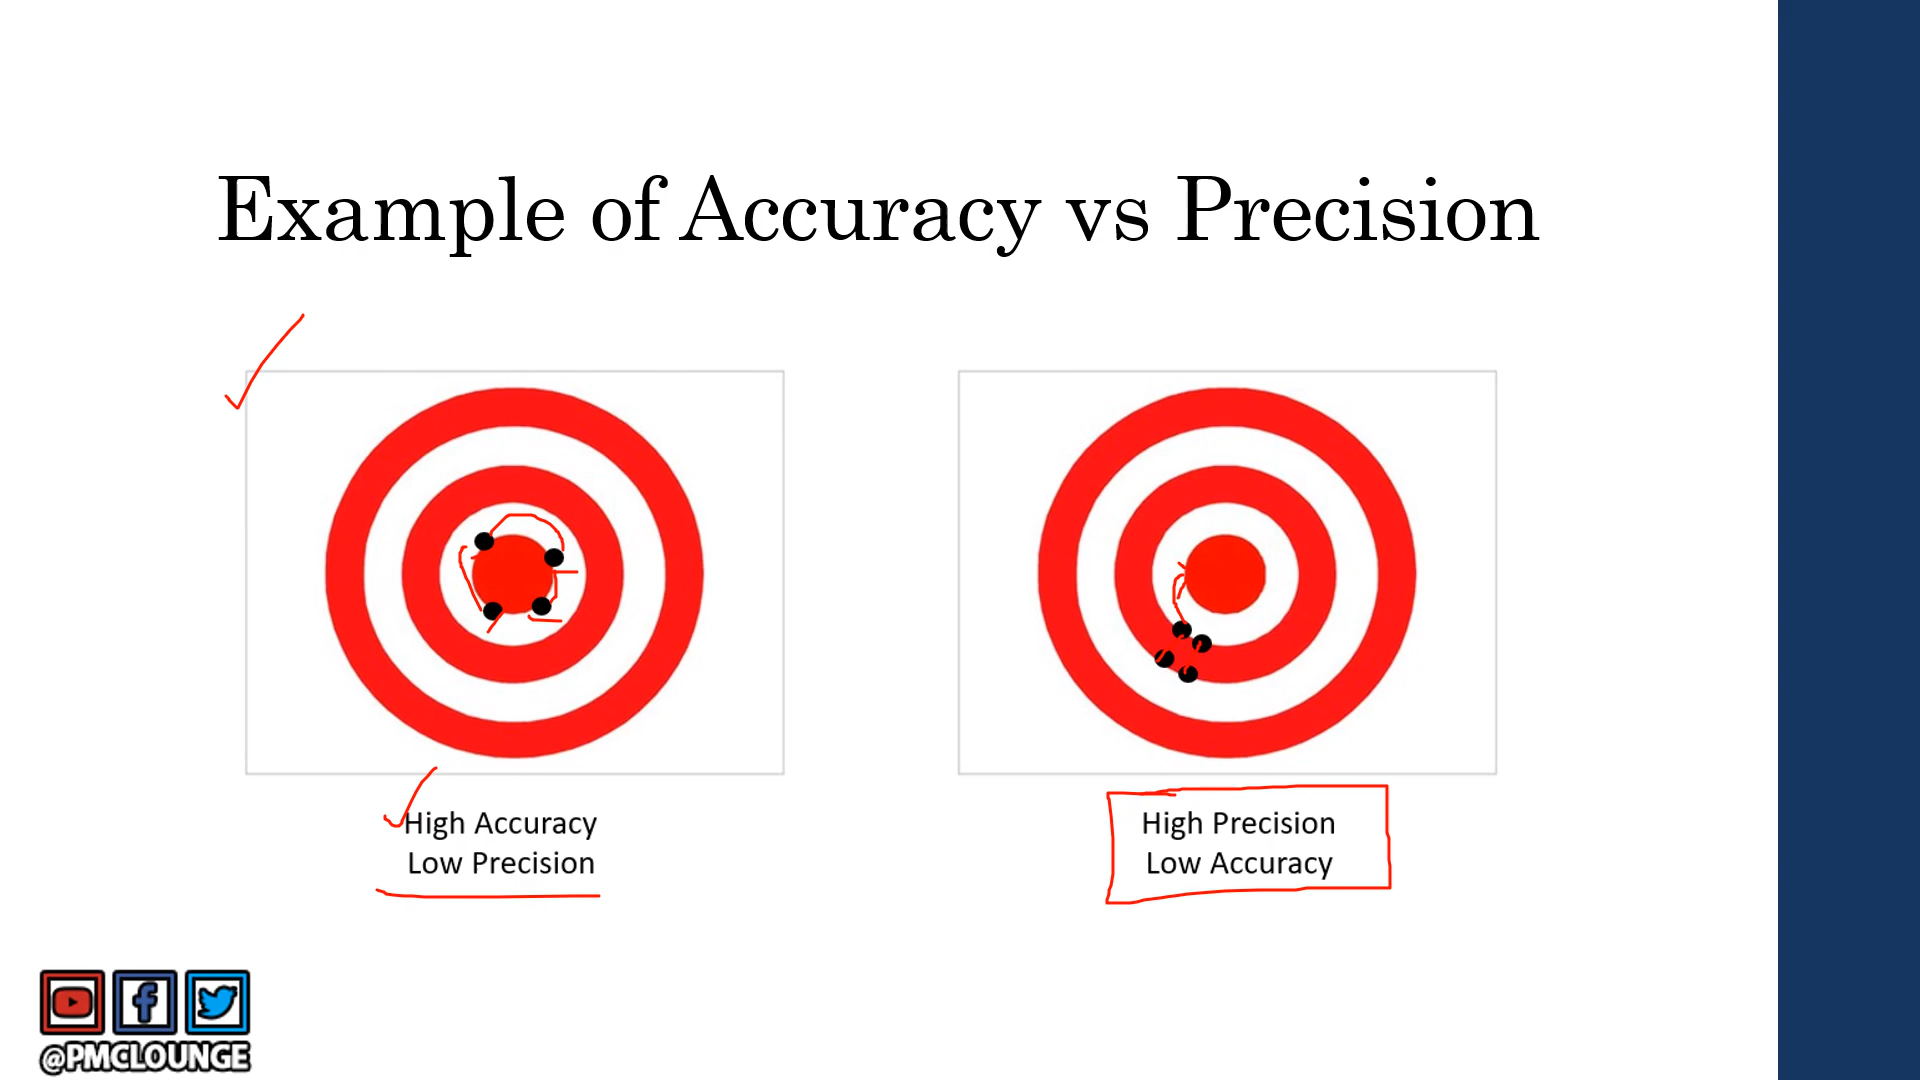 Example of Accuracy vs Precision
High Accuracy
Low Precision
High Precision
Low Accuracy
@PMCLOUNGE